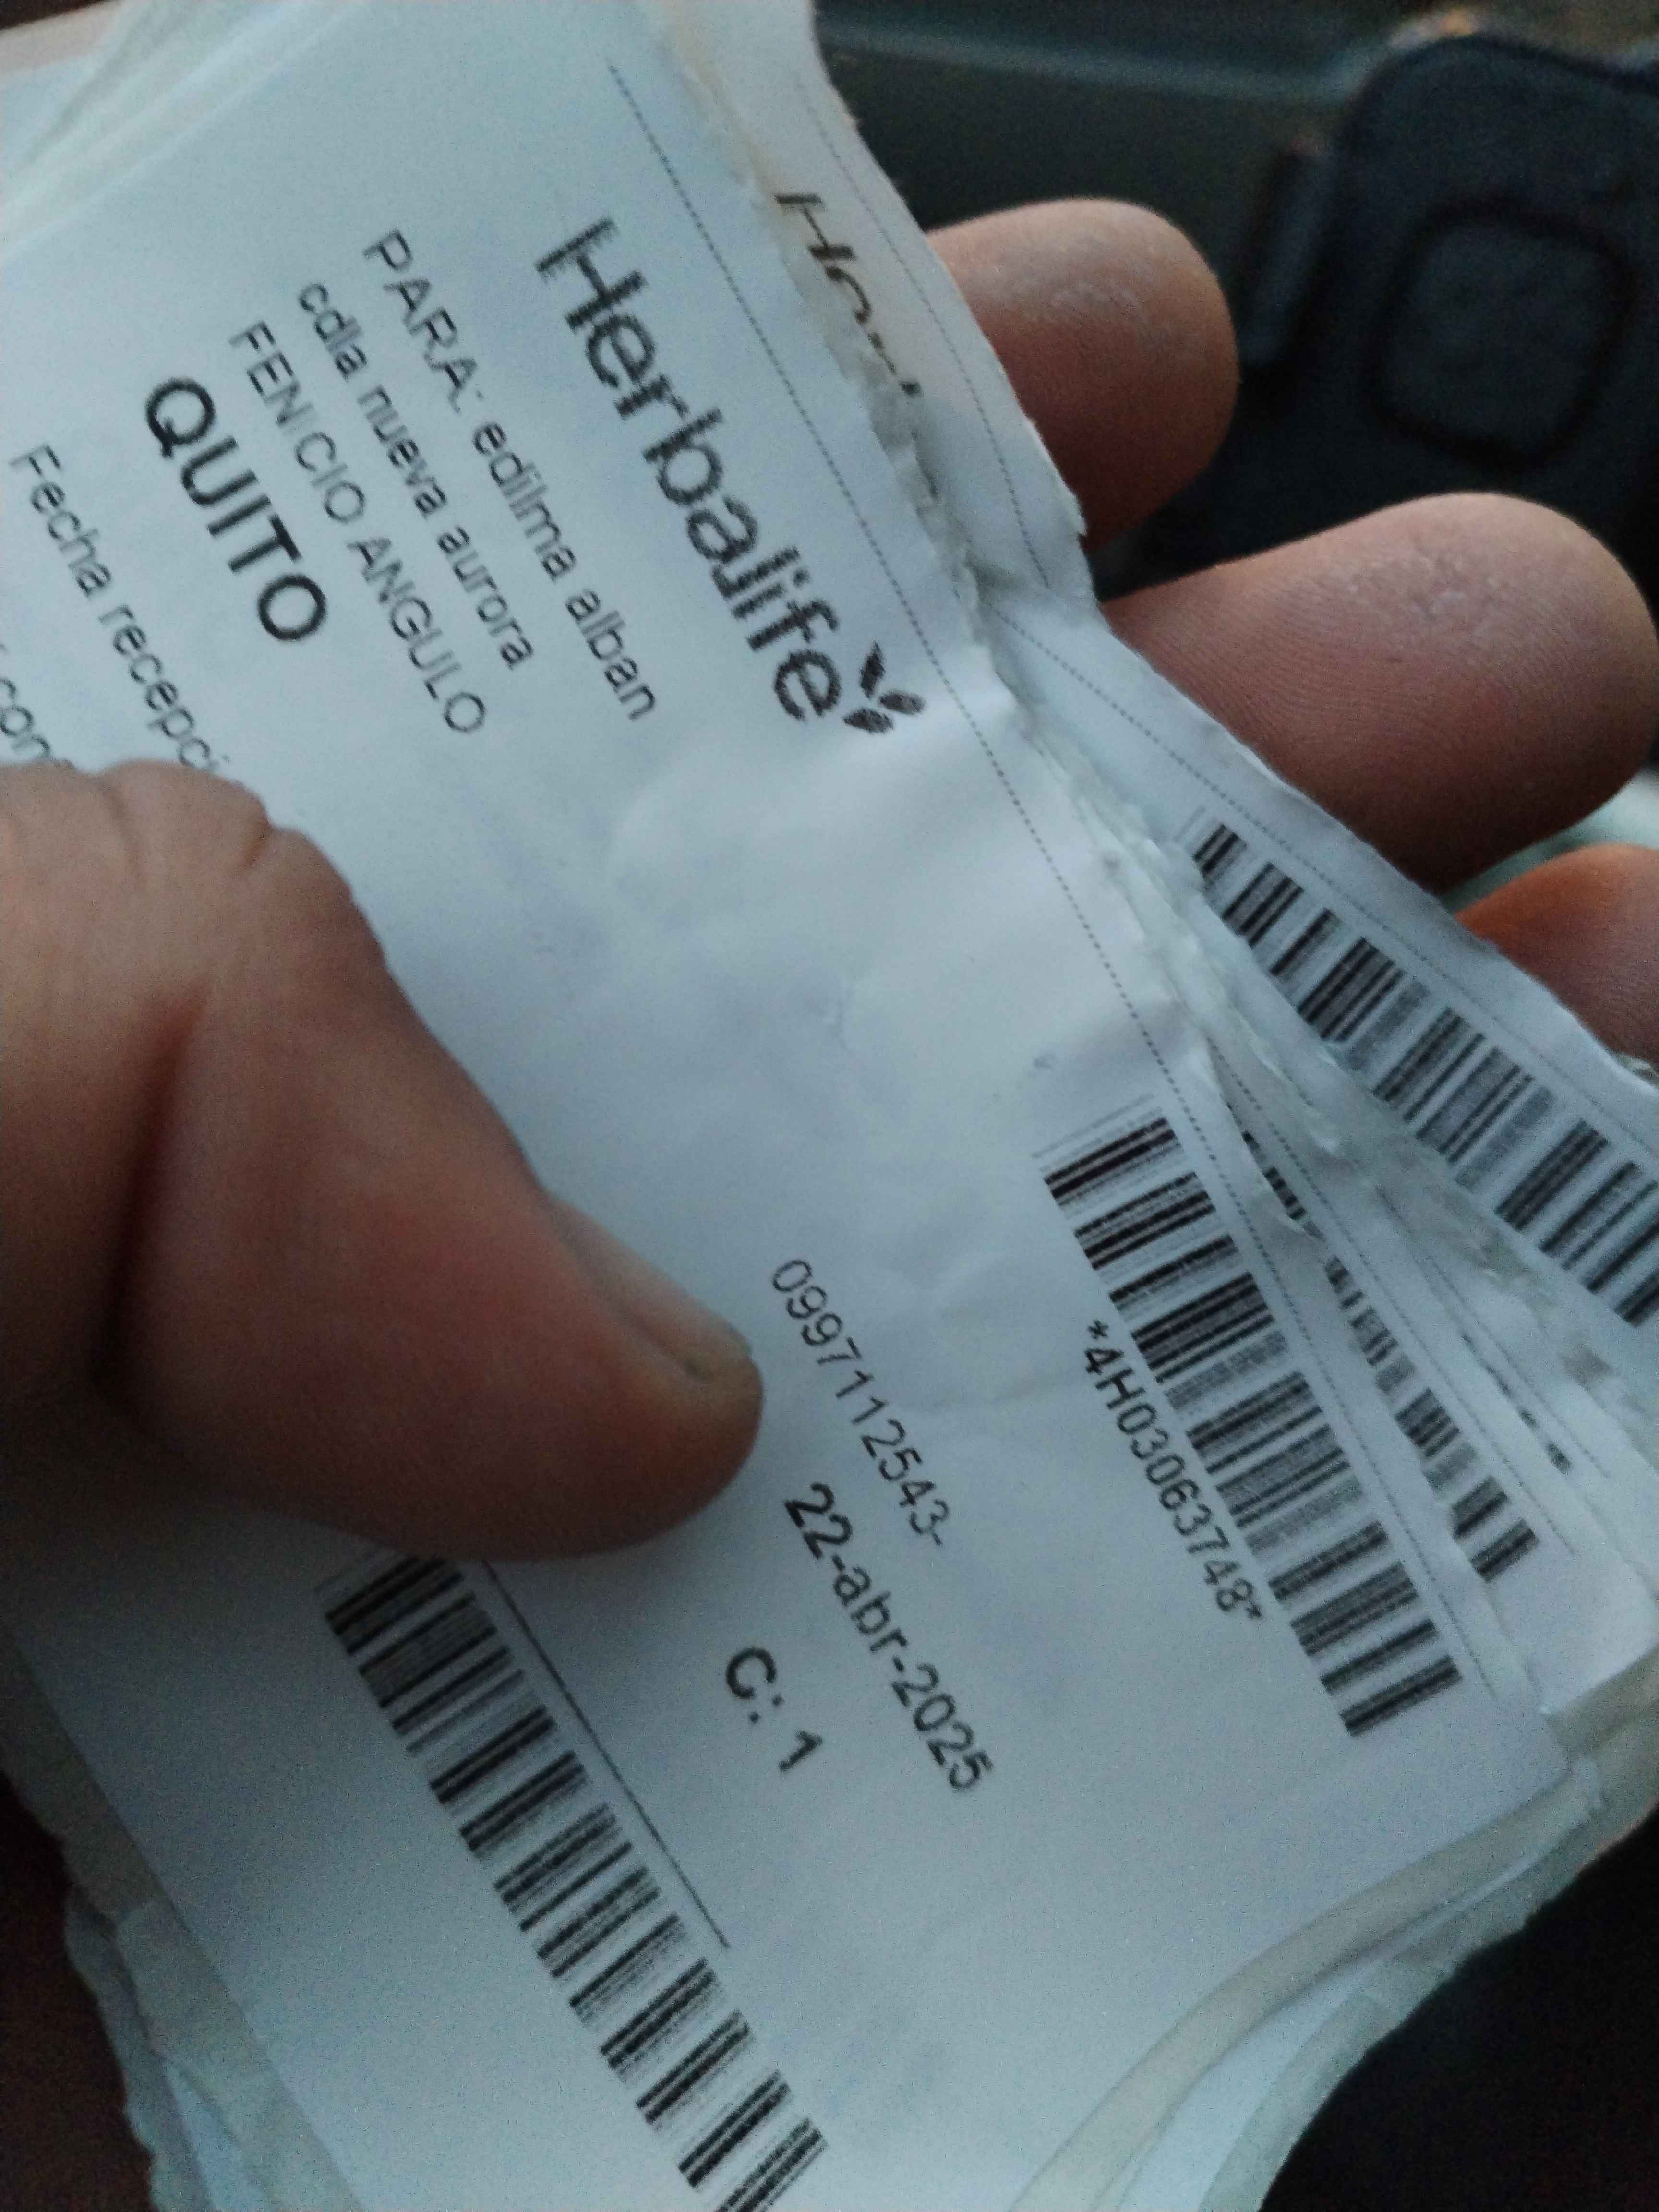 Herbalife
*4H03063748*
PARA: edilma alban
0997112543-
cdla nueva aurora
22-abr-2025
FENICIO ANGULO
C: 1
QUITO
Fecha